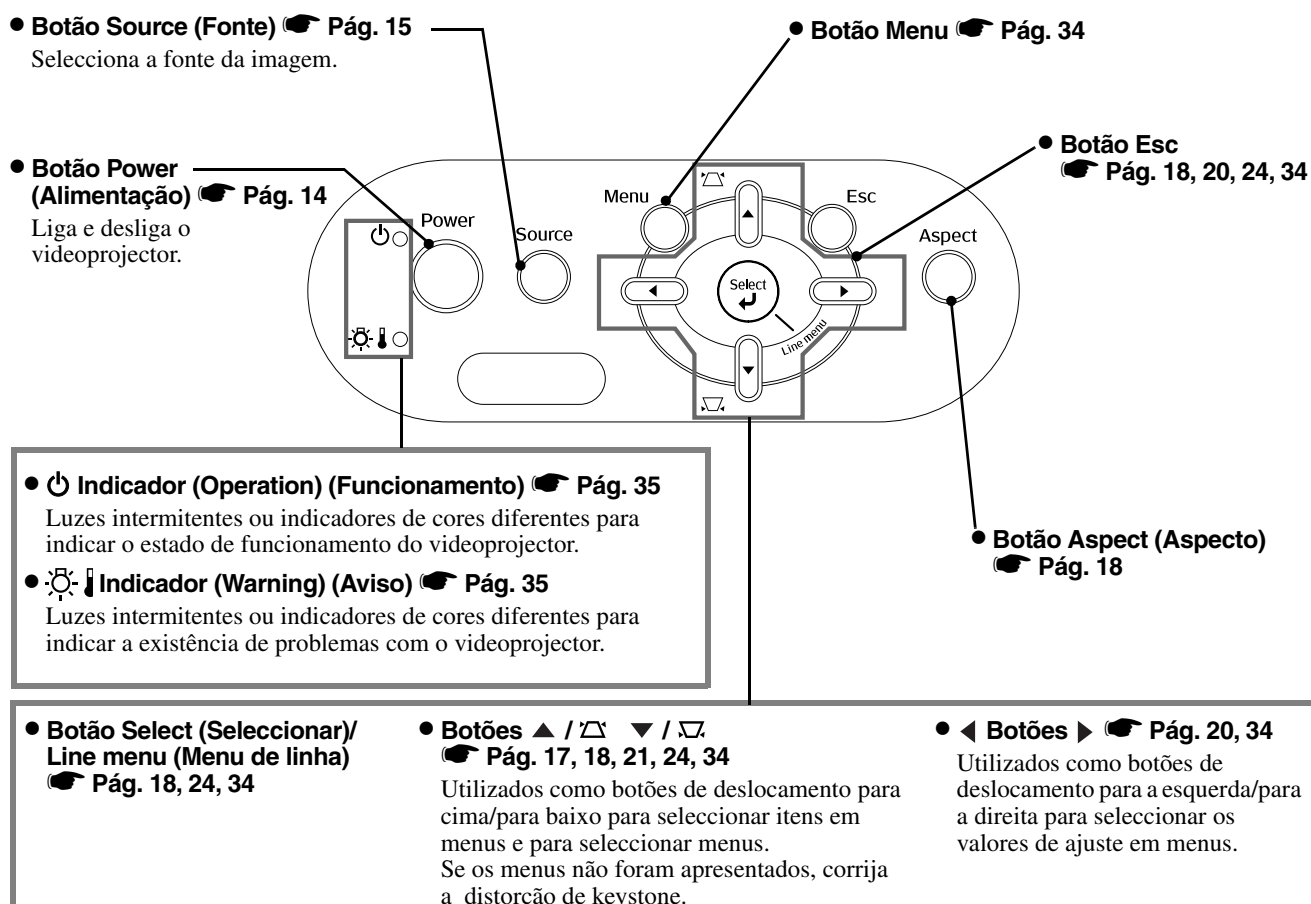 ● Botão Source (Fonte) ☛ Pág. 15
Selecciona a fonte da imagem.
● Botão Menu ☛ Pág. 34
● Botão Power
(Alimentação) ☛ Pág. 14
Liga e desliga o
videoprojector.
● Botão Esc
☛ Pág. 18, 20, 24, 34
Power
Source
Menu
Esc
Aspect
Select
Line menu
● Indicador (Operation) (Funcionamento) ☛ Pág. 35
Luzes intermitentes ou indicadores de cores diferentes para
indicar o estado de funcionamento do videoprojector.
● Indicador (Warning) (Aviso) ☛ Pág. 35
Luzes intermitentes ou indicadores de cores diferentes para
indicar a existência de problemas com o videoprojector.
● Botão Aspect (Aspecto)
☛ Pág. 18
● Botão Select (Seleccionar)/
Line menu (Menu de linha)
☛ Pág. 18, 24, 34
● Botões ▲ / ▼ /
☛ Pág. 17, 18, 21, 24, 34
Utilizados como botões de deslocamento para
cima/para baixo para seleccionar itens em
menus e para seleccionar menus.
Se os menus não foram apresentados, corrija
a distorção de keystone.
● ◀ Botões ▶ ☛ Pág. 20, 34
Utilizados como botões de
deslocamento para a esquerda/para
a direita para seleccionar os
valores de ajuste em menus.